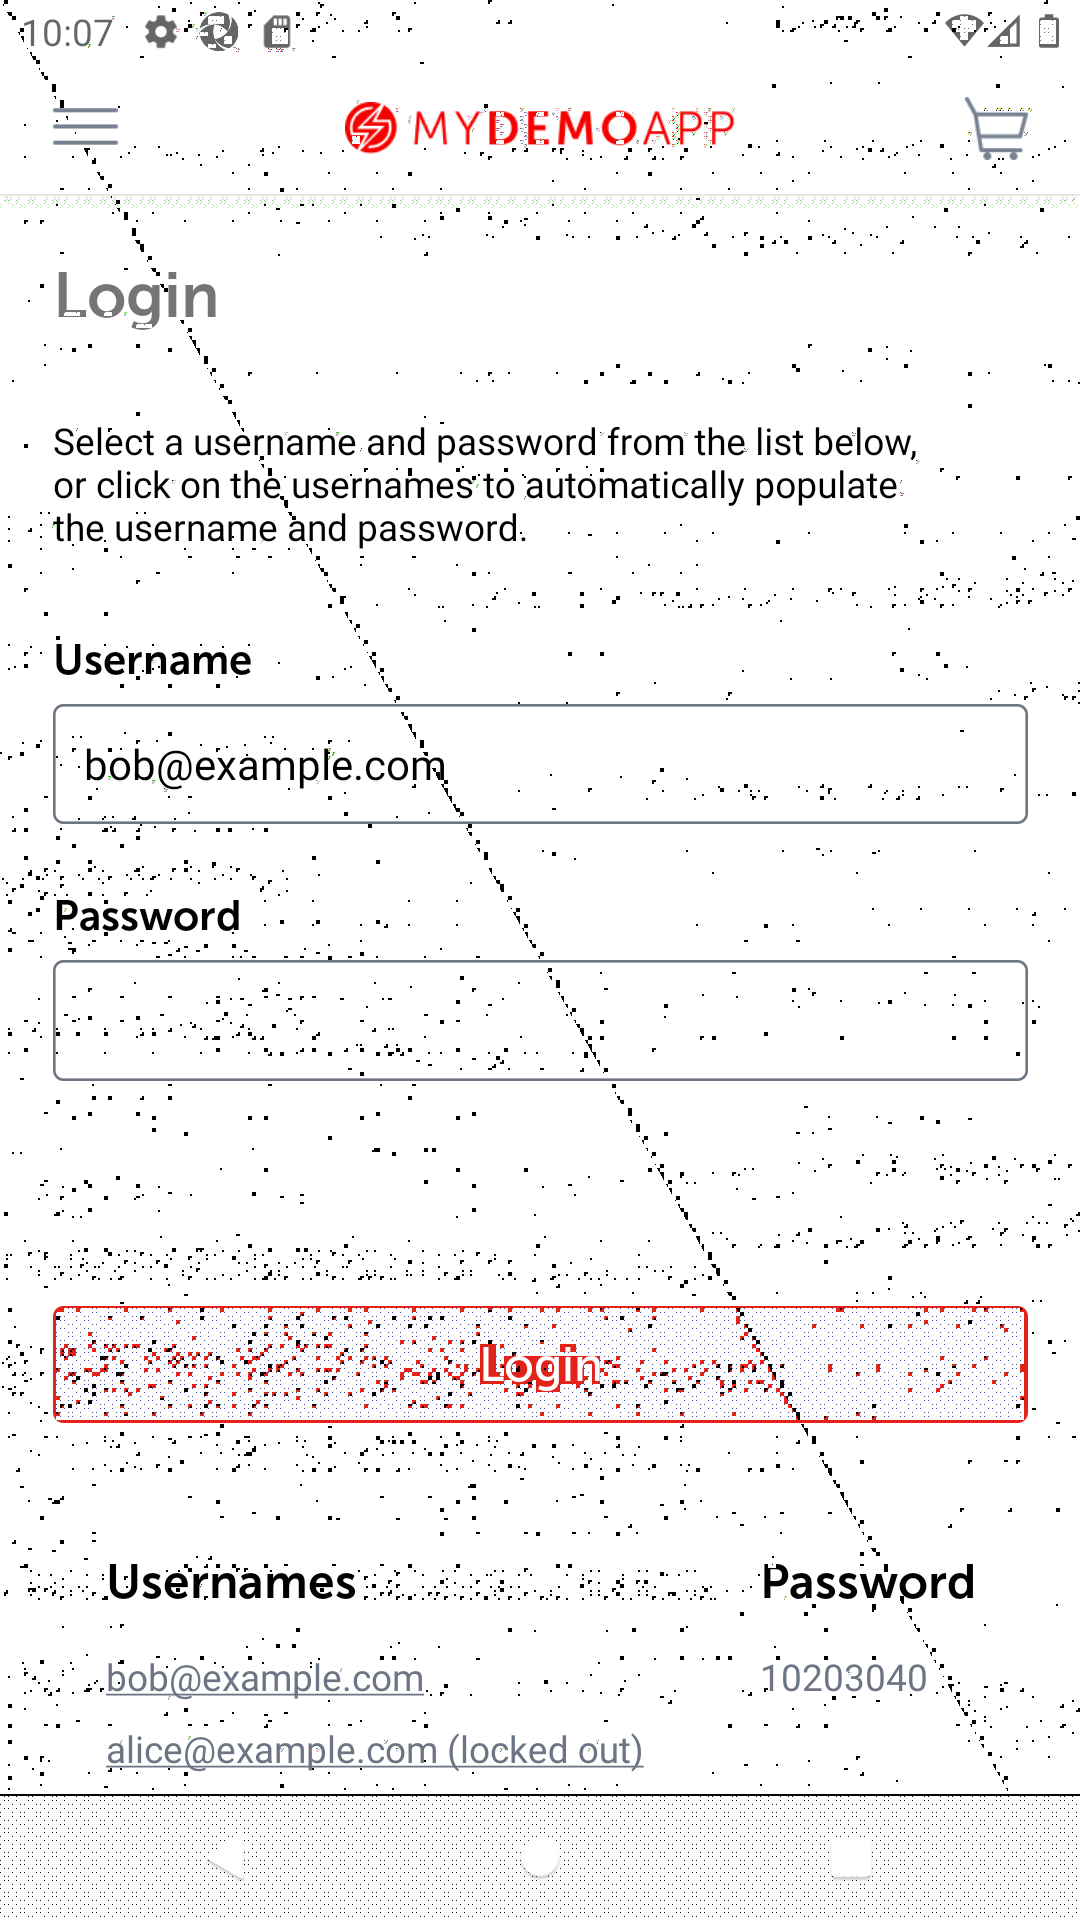 10:07
MYDEMOAPP
Login
Select a username and password from the list below,
or click on the usernames to automatically populate
the username and password.
Username
bob@example.com
Password
Login
Usernames Password
bob@example.com 10203040
alice@example.com (locked out)